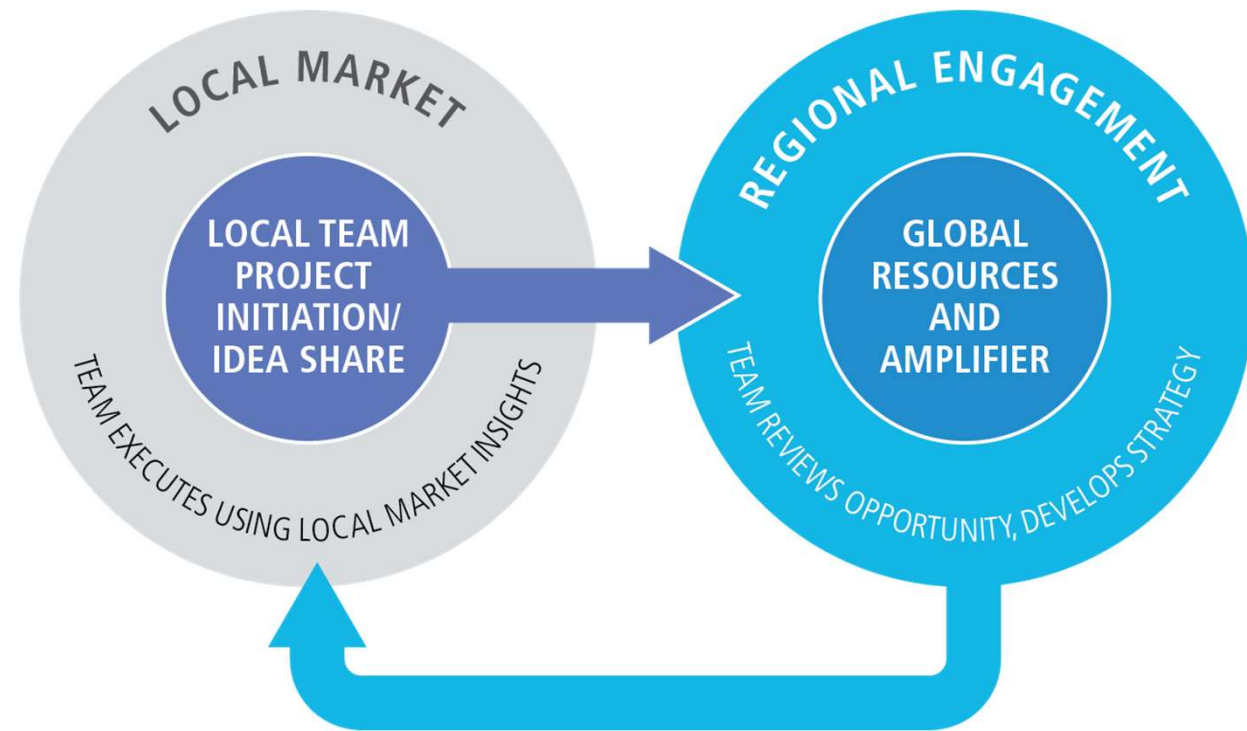 LOCAL MARKET
LOCAL TEAM
PROJECT
INITIATION/
IDEA SHARE
TEAM EXECUTES USING LOCAL MARKET INSIGHTS
REGIONAL ENGAGEMENT
GLOBAL
RESOURCES
AND
AMPLIFIER
TEAM REVIEWS OPPORTUNITY, DEVELOPS STRATEGY